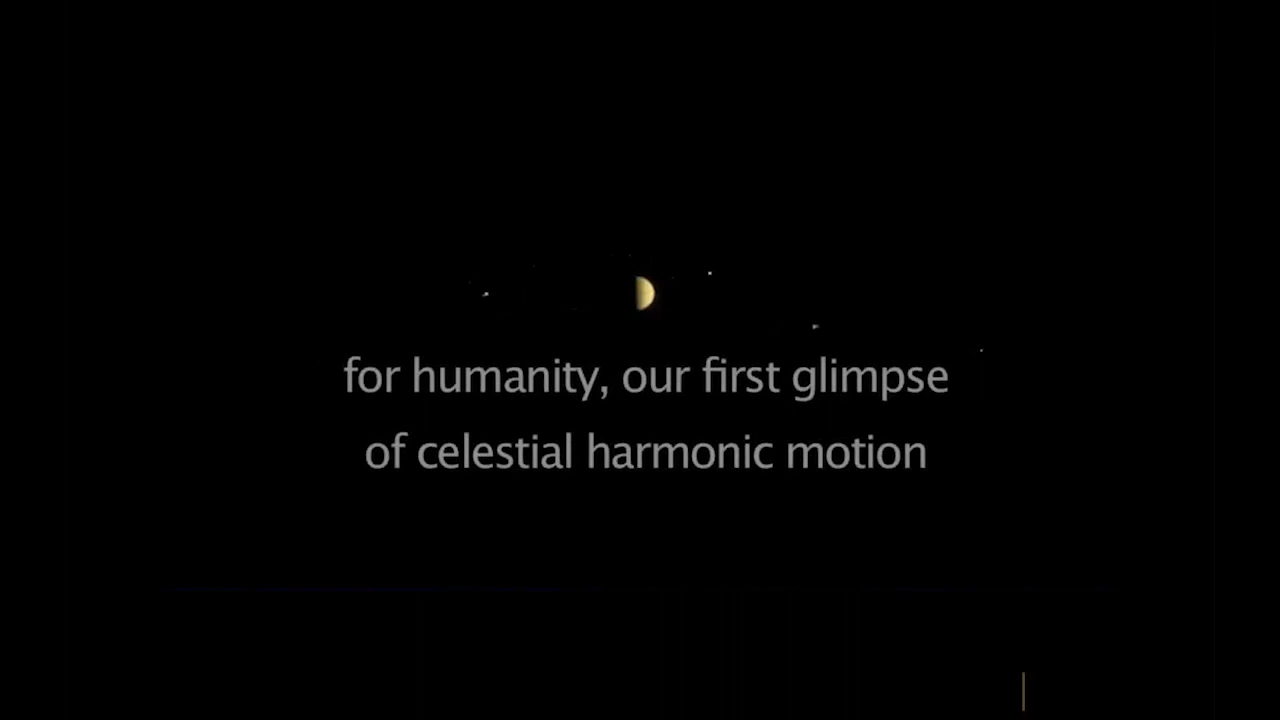 for humanity, our first glimpse
of celestial harmonic motion